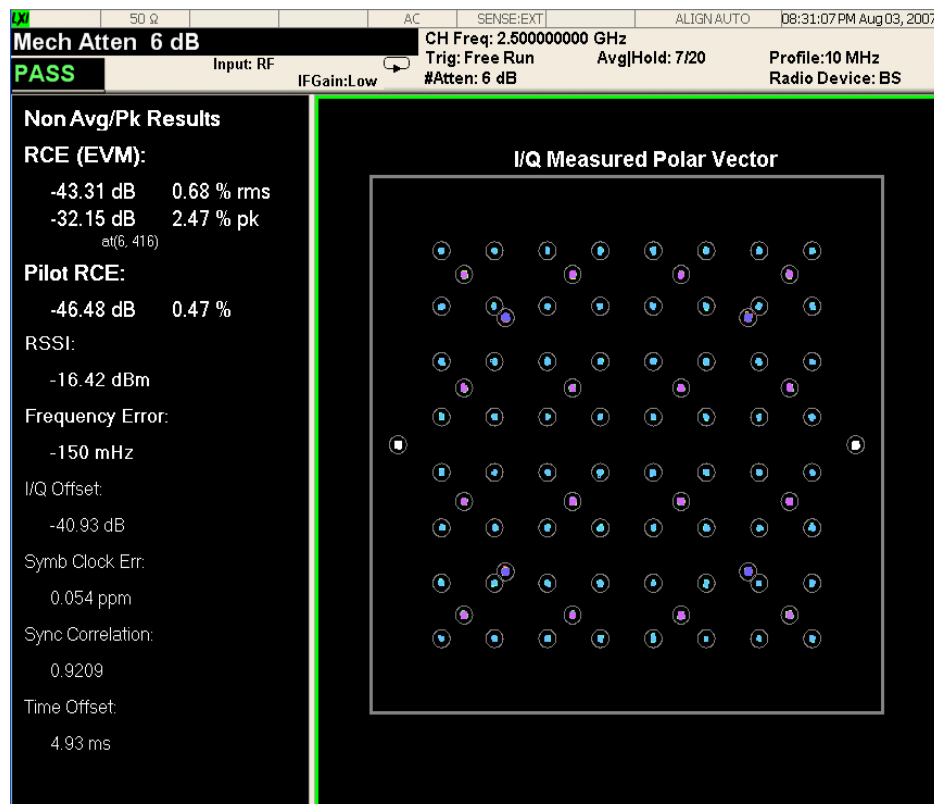 LXI 50 Ω AC SENSE:EXT ALIGN AUTO 08:31:07 PM Aug 03, 2007
Mech Atten 6 dB
CH Freq: 2.500000000 GHz
PASS
Input: RF
IFGain:Low
Trig: Free Run
#Atten: 6 dB
Avg|Hold: 7/20
Profile:10 MHz
Radio Device: BS
Non Avg/Pk Results
RCE (EVM):
-43.31 dB 0.68 % rms
-32.15 dB 2.47 % pk
at(6, 416)
Pilot RCE:
-46.48 dB 0.47 %
RSSI:
-16.42 dBm
Frequency Error:
-150 mHz
I/Q Offset:
-40.93 dB
Symb Clock Err:
0.054 ppm
Sync Correlation:
0.9209
Time Offset:
4.93 ms
I/Q Measured Polar Vector